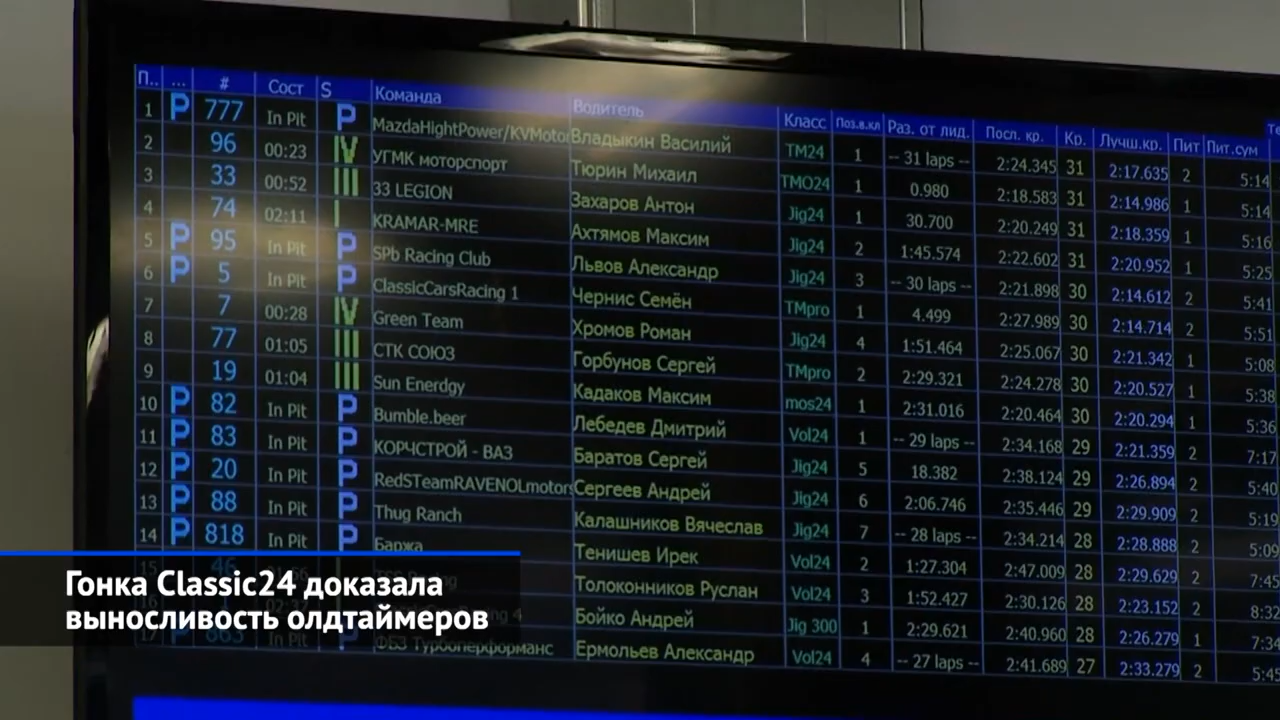 П.. ... # Сост S Команда Водитель Класс Поз.в.кл Раз. от лид. Посл. кр. Кр. Лучш.кр. Пит Пит.сум
1 P 777 In Pit P MazdaHightPower/KVMotor Владыкин Василий TM24 1 -- 31 laps -- 2:24.345 31 2:17.635 2 5:14
2 96 00:23 IV УГМК моторспорт Тюрин Михаил TMO24 1 0.980 2:18.583 31 2:14.986 1 5:14
3 33 00:52 III 33 LEGION Захаров Антон Jig24 1 30.700 2:20.249 31 2:18.359 1 5:16
4 74 02:11 I KRAMAR-MRE Ахтямов Максим Jig24 2 1:45.574 2:22.602 31 2:20.952 1 5:25
5 P 95 In Pit P SPb Racing Club Львов Александр Jig24 3 -- 30 laps -- 2:21.898 30 2:14.612 2 5:41
6 P 5 In Pit P ClassicCarsRacing 1 Чернис Семён TMpro 1 4.499 2:27.989 30 2:14.714 2 5:51
7 7 00:28 IV Green Team Хромов Роман Jig24 4 1:51.464 2:25.067 30 2:21.342 1 5:08
8 77 01:05 III СТК СОЮЗ Горбунов Сергей TMpro 2 2:29.321 2:24.278 30 2:20.527 1 5:38
9 19 01:04 III Sun Enerdgy Кадаков Максим mos24 1 2:31.016 2:20.464 30 2:20.294 1 5:36
10 P 82 In Pit P Bumble.beer Лебедев Дмитрий Vol24 1 -- 29 laps -- 2:34.168 29 2:21.359 2 7:17
11 P 83 In Pit P КОРЧСТРОЙ - ВАЗ Баратов Сергей Jig24 5 18.382 2:38.124 29 2:26.894 2 5:40
12 P 20 In Pit P RedSTeamRAVENOLmotors Сергеев Андрей Jig24 6 2:06.746 2:35.446 29 2:29.909 2 5:19
13 P 88 In Pit P Thug Ranch Калашников Вячеслав Jig24 7 -- 28 laps -- 2:34.214 28 2:28.888 2 5:09
14 P 818 In Pit P Баржа Тенишев Ирек Vol24 2 1:27.304 2:47.009 28 2:29.629 2 7:45
15 46 Толоконников Руслан Vol24 3 1:52.427 2:30.126 28 2:23.152 2 8:32
16 4 Бойко Андрей Jig 300 1 2:29.621 2:40.960 28 2:26.279 1 7:34
17 P 863 In Pit P ФБЗ Турбоперформанс Ермольев Александр Vol24 4 -- 27 laps -- 2:41.689 27 2:33.279 2 5:45
Гонка Classic24 доказала
выносливость олдтаймеров